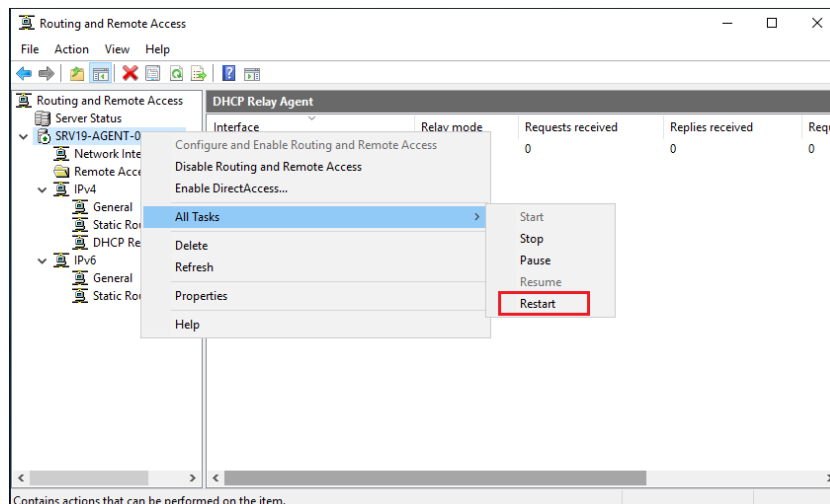 Routing and Remote Access
File Action View Help
Routing and Remote Access
Server Status
SRV19-AGENT-0
Network Inte
Remote Acce
IPv4
General
Static Rou
DHCP Re
IPv6
General
Static Rou
DHCP Relay Agent
Interface Relay mode Requests received Replies received Requ
0 0 0
Configure and Enable Routing and Remote Access
Disable Routing and Remote Access
Enable DirectAccess...
All Tasks
Delete
Refresh
Properties
Help
Start
Stop
Pause
Resume
Restart
Contains actions that can be performed on the item.